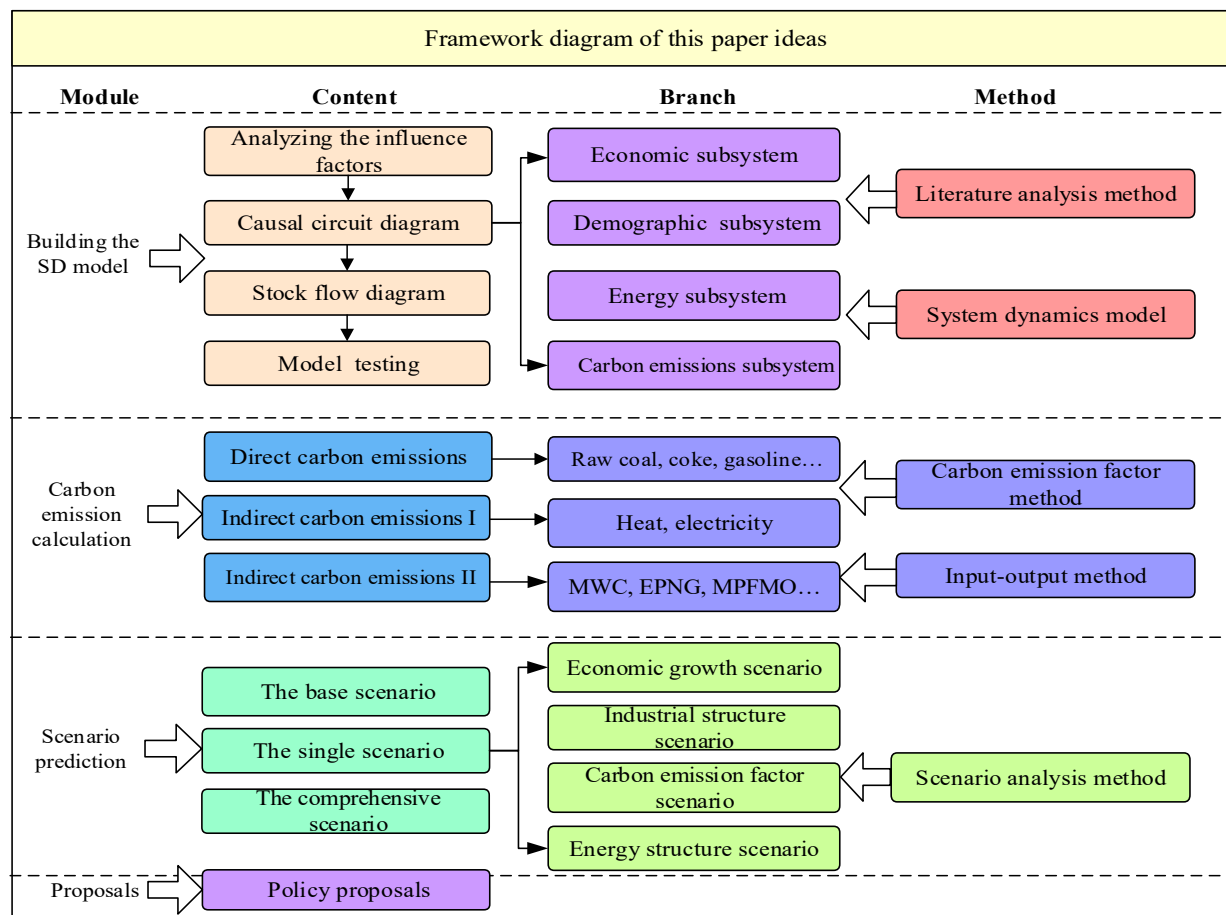 Framework diagram of this paper ideas
Module
Content
Branch
Method
Building the
SD model
Analyzing the influence
factors
Causal circuit diagram
Stock flow diagram
Model testing
Economic subsystem
Demographic subsystem
Energy subsystem
Carbon emissions subsystem
Literature analysis method
System dynamics model
Carbon
emission
calculation
Direct carbon emissions
Indirect carbon emissions I
Indirect carbon emissions II
Raw coal, coke, gasoline…
Heat, electricity
MWC, EPNG, MPFMO…
Carbon emission factor
method
Input-output method
Scenario
prediction
The base scenario
The single scenario
The comprehensive
scenario
Economic growth scenario
Industrial structure
scenario
Carbon emission factor
scenario
Energy structure scenario
Scenario analysis method
Proposals
Policy proposals